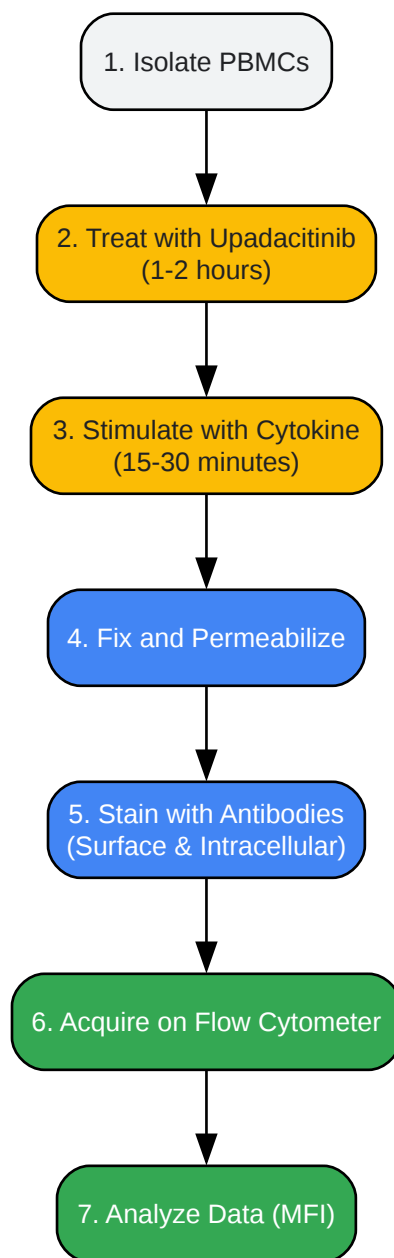 1. Isolate PBMCs
2. Treat with Upadacitinib
(1-2 hours)
3. Stimulate with Cytokine
(15-30 minutes)
4. Fix and Permeabilize
5. Stain with Antibodies
(Surface & Intracellular)
6. Acquire on Flow Cytometer
7. Analyze Data (MFI)